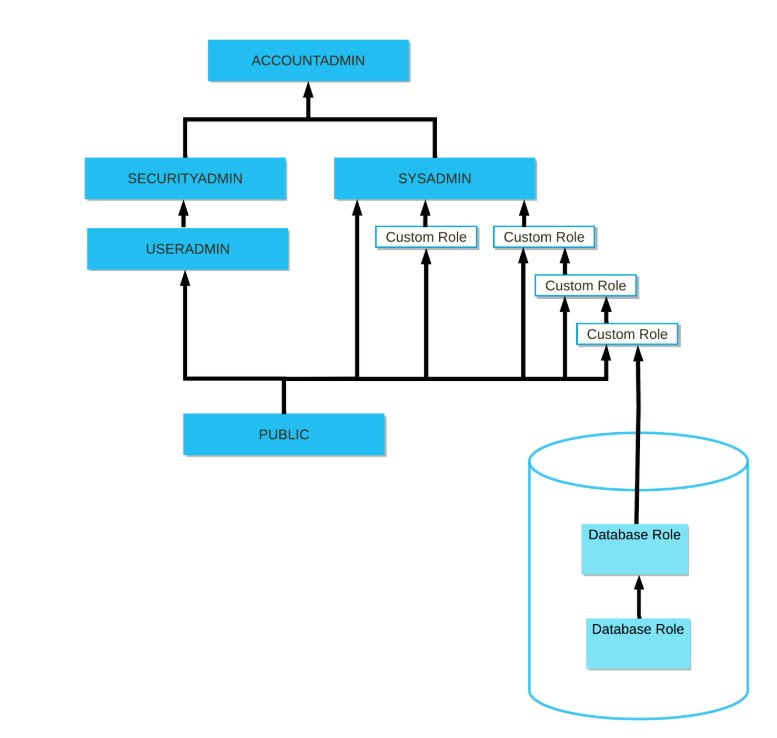 ACCOUNTADMIN
SECURITYADMIN
SYSADMIN
Custom Role
Custom Role
USERADMIN
Custom Role
Custom Role
PUBLIC
Database Role
Database Role